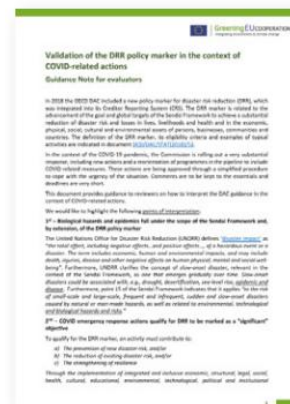 Greening EU COOPERATION
Validation of the DRR policy marker in the context of
COVID-related actions
Guidance Note for evaluators
In 2018 the OECD DAC included a new policy marker for disaster risk reduction (DRR), which
was integrated into its Creditor Reporting System (CRS). The DRR marker is related to the
advancement of the goal and global targets of the Sendai Framework to achieve a substantial
reduction of disaster risk and losses in lives, livelihoods and health and in the economic,
physical, social, cultural and environmental assets of persons, businesses, communities and
countries. The definition of the DRR marker, its eligibility criteria and examples of typical
activities are indicated in document
In the context of the COVID-19 pandemic, the Commission is rolling out a very substantial
response, including new actions and a reorientation of programmes in the pipeline to include
COVID-related measures. These actions are being approved through a simplified procedure
to cope with the urgency of the situation. Comments are to be kept to the essentials and
deadlines are very short.
This document provides guidance to reviewers on how to interpret the DAC guidance in the
context of COVID-related actions.
We would like to highlight the following points of interpretation:
1st – Biological hazards and epidemics fall under the scope of the Sendai Framework and,
by extension, of the DRR policy marker
The United Nations Office for Disaster Risk Reduction (UNDRR) defines "disaster impact" as
"the total effect, including negative effects, and positive effects, of a hazardous event or a
disaster. The term includes economic, human and environmental impacts, and may include
death, injuries, disease and other negative effects on human physical, mental and social well-
being". Furthermore, UNDRR clarifies the concept of slow-onset disaster, relevant in the
context of the Sendai Framework, as one that emerges gradually over time. Slow-onset
disasters could be associated with, e.g., drought, desertification, sea-level rise, epidemic and
disease. Furthermore, point 15 of the Sendai Framework indicates that it applies "to the risk
of small-scale and large-scale, frequent and infrequent, sudden and slow-onset disasters
caused by natural or man-made hazards, as well as related to environmental, technological
and biological hazards and risks."
2nd – COVID emergency response actions qualify for DRR to be marked as a "significant"
objective
To qualify for the DRR marker, an activity must contribute to:
a) The prevention of new disaster risk, and/or
b) The reduction of existing disaster risk, and/or
c) The strengthening of resilience
Through the implementation of integrated and inclusive economic, structural, legal, social,
health, cultural, educational, environmental, technological, political and institutional